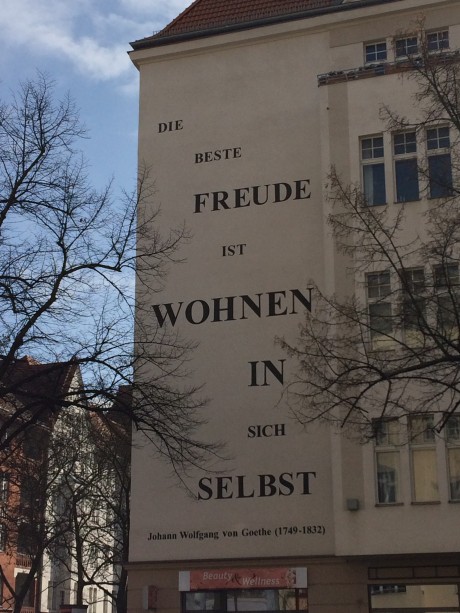 DIE
BESTE
FREUDE
IST
WOHNEN
IN
SICH
SELBST
Johann Wolfgang von Goethe (1749-1832)
Beauty & Wellness